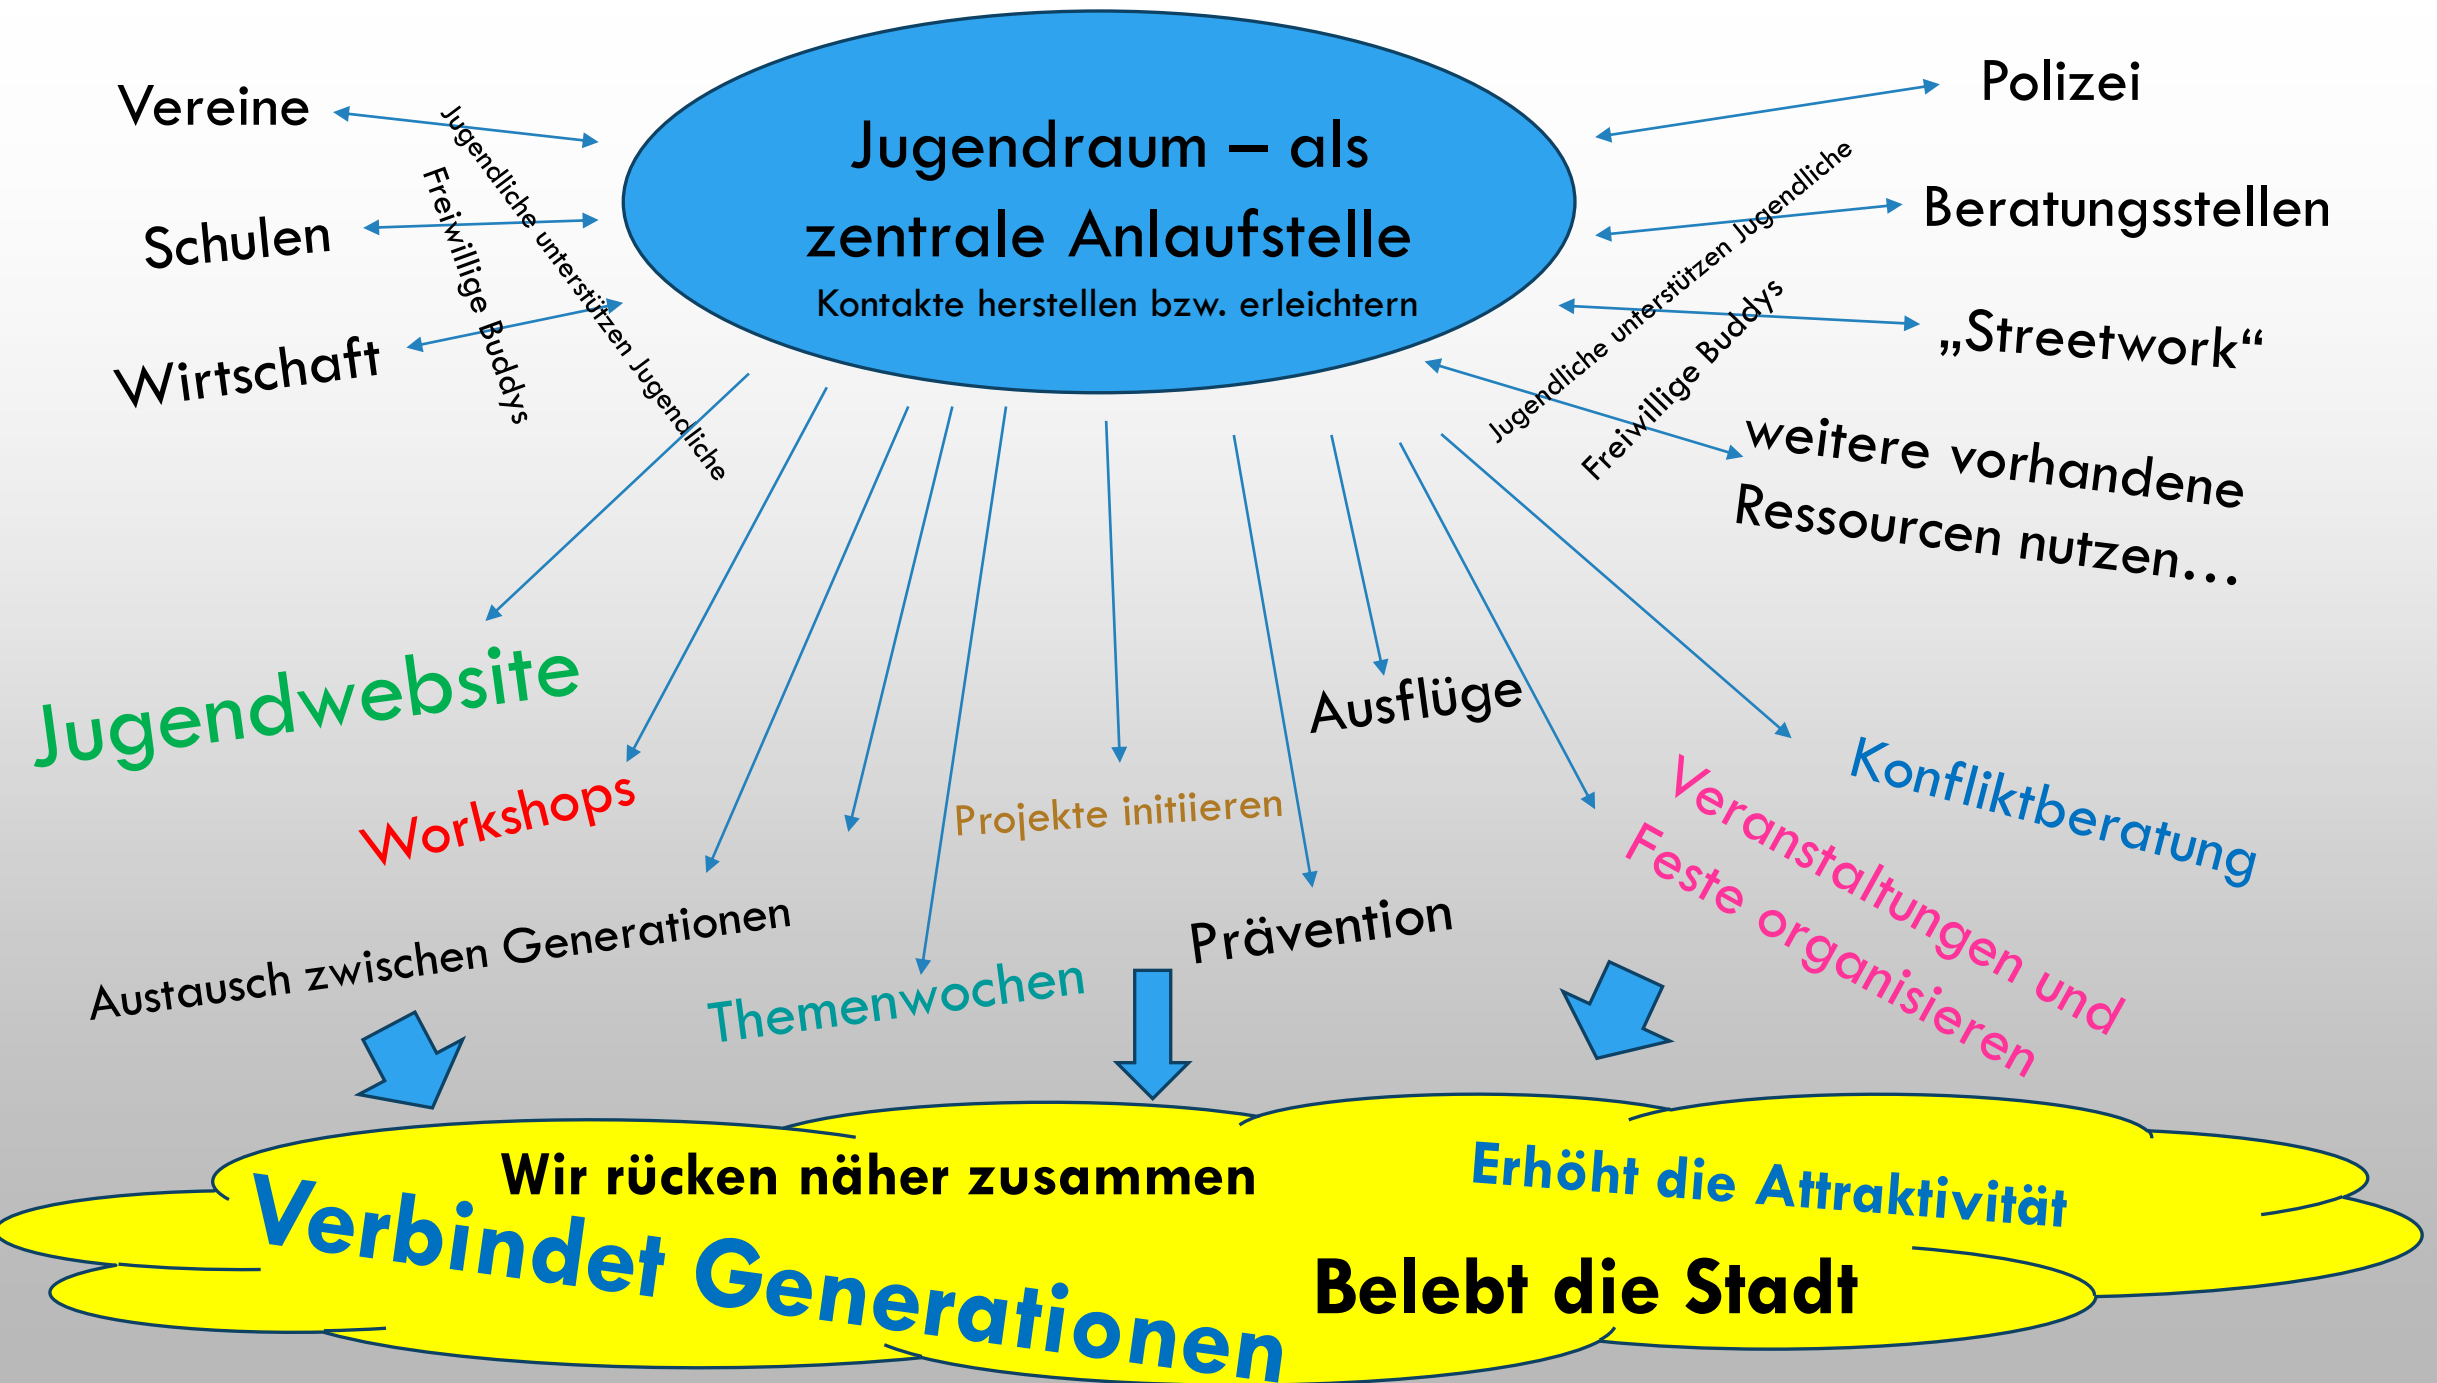 Jugendraum – als
zentrale Anlaufstelle
Kontakte herstellen bzw. erleichtern
Vereine
Schulen
Wirtschaft
Jugendliche unterstützen Jugendliche
Freiwillige Buddys
Polizei
Beratungsstellen
„Streetwork“
weitere vorhandene
Ressourcen nutzen…
Jugendliche unterstützen Jugendliche
Freiwillige Buddys
Jugendwebsite
Workshops
Austausch zwischen Generationen
Themenwochen
Projekte initiieren
Prävention
Ausflüge
Veranstaltungen und
Feste organisieren
Konfliktberatung
Wir rücken näher zusammen
Verbindet Generationen
Erhöht die Attraktivität
Belebt die Stadt